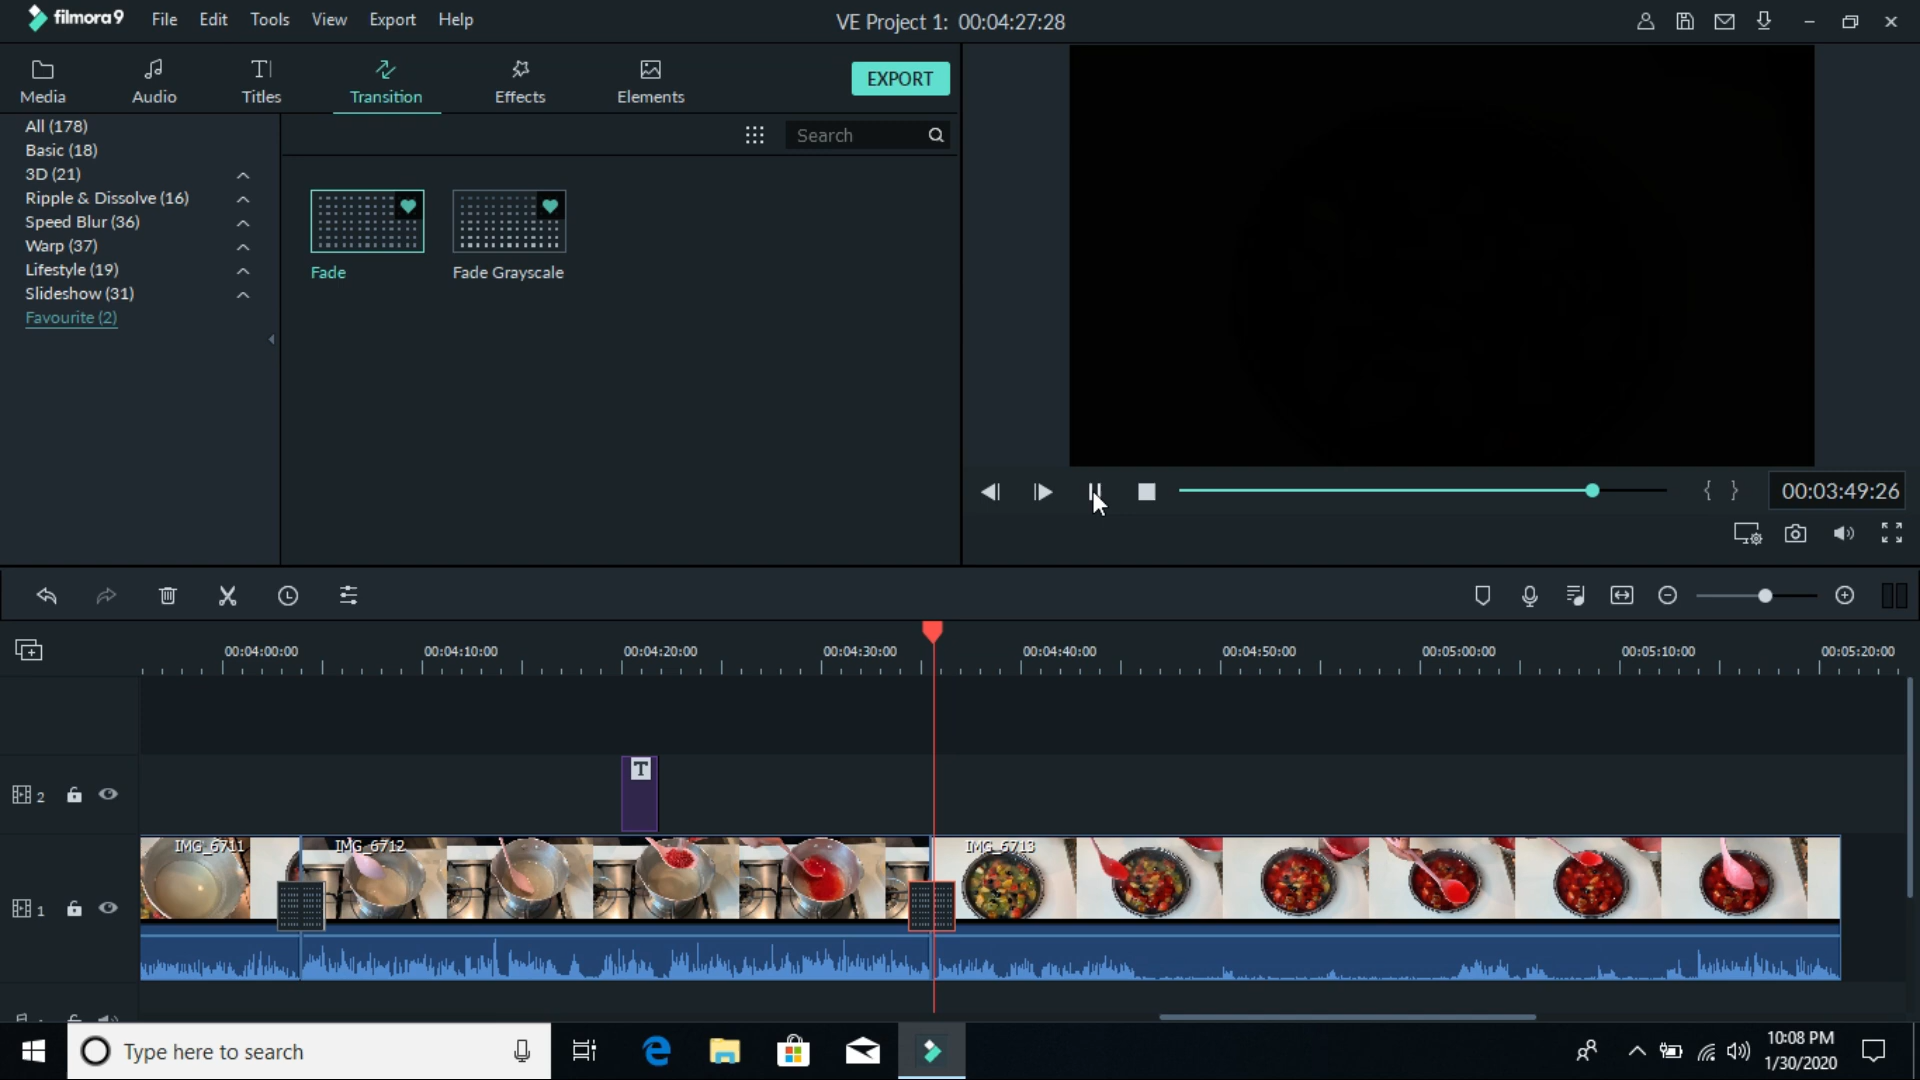 filmora9 File Edit Tools View Export Help VE Project 1: 00:04:27:28
Media Audio Titles Transition Effects Elements EXPORT
All (178)
Search
Basic (18)
3D (21)
Ripple & Dissolve (16)
Speed Blur (36)
Warp (37)
Lifestyle (19)
Slideshow (31)
Favourite (2)
Fade Fade Grayscale
00:03:49:26
00:04:00:00 00:04:10:00 00:04:20:00 00:04:30:00 00:04:40:00 00:04:50:00 00:05:00:00 00:05:10:00 00:05:20:00
T
2
IMG_6711 IMG_6712 IMG_6713
1
Type here to search
10:08 PM
1/30/2020